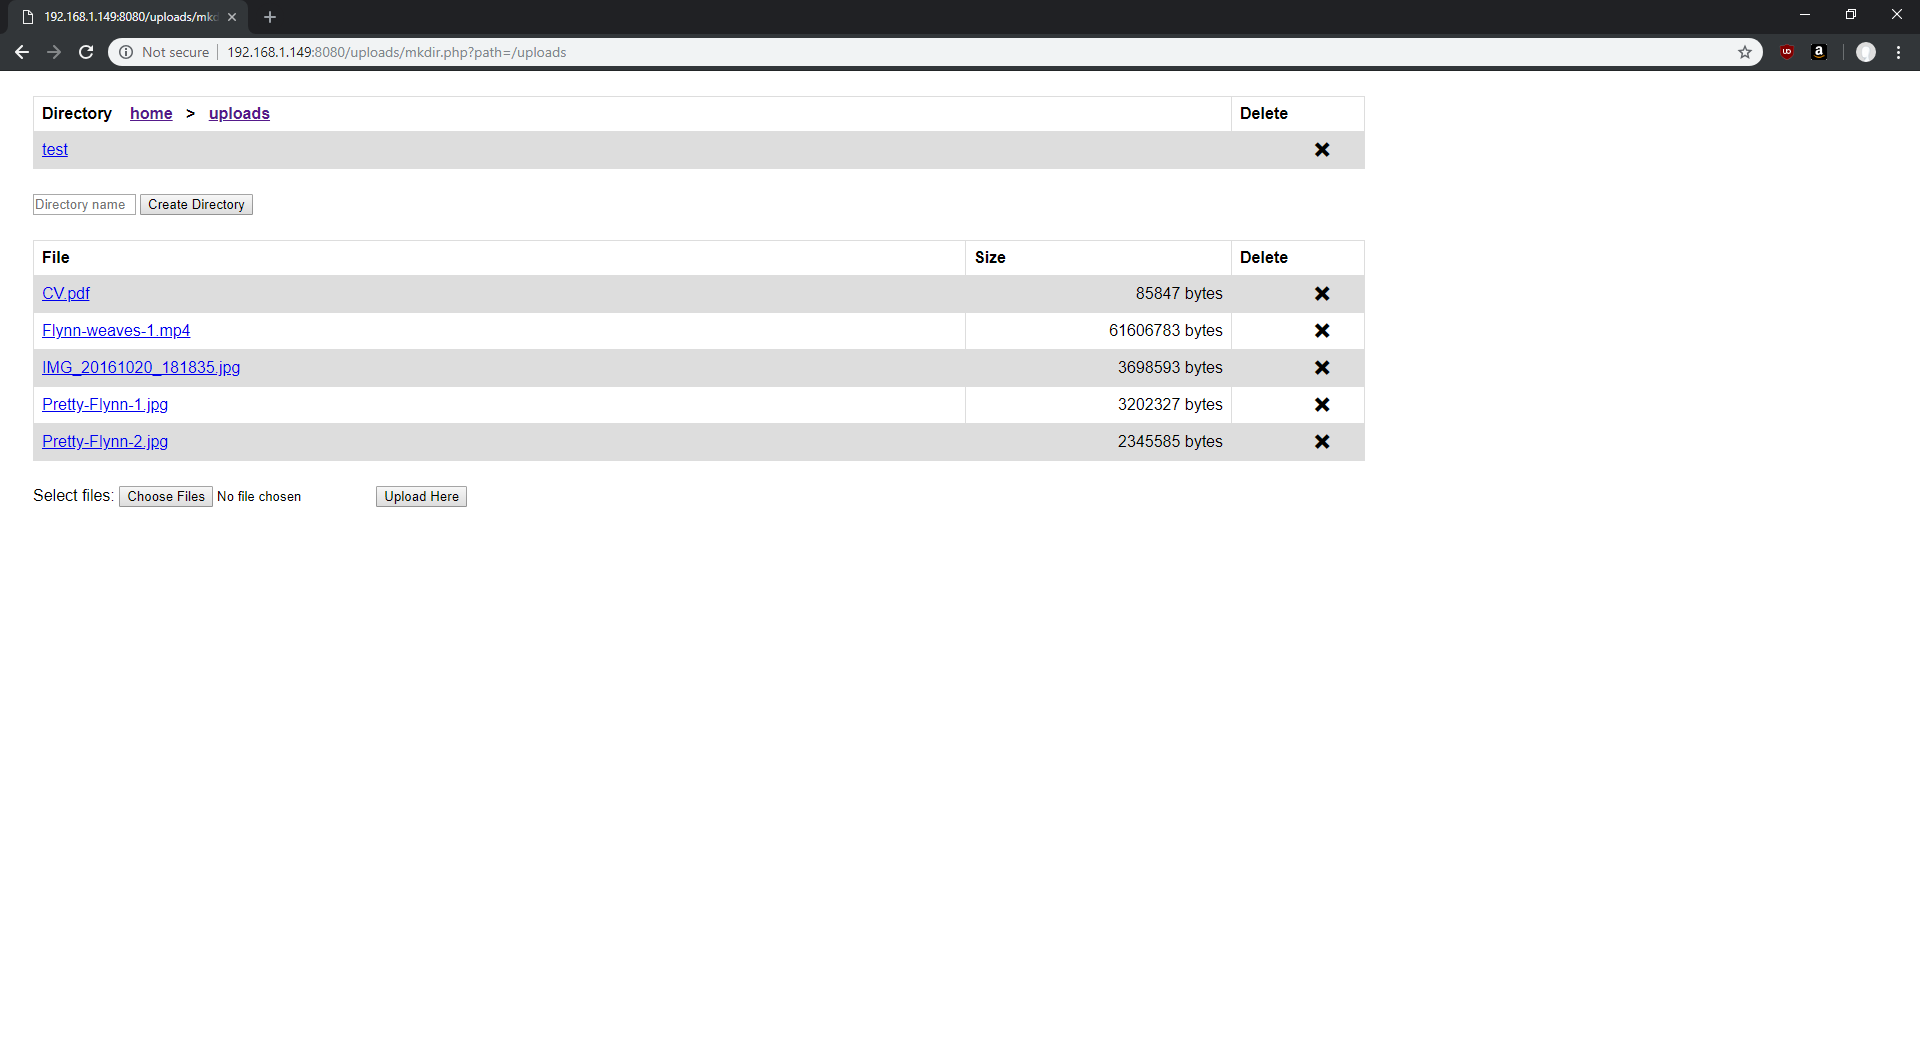 192.168.1.149:8080/uploads/mkd
Not secure 192.168.1.149:8080/uploads/mkdir.php?path=/uploads
Directory home > uploads Delete
test
Directory name Create Directory
File Size Delete
CV.pdf 85847 bytes
Flynn-weaves-1.mp4 61606783 bytes
IMG_20161020_181835.jpg 3698593 bytes
Pretty-Flynn-1.jpg 3202327 bytes
Pretty-Flynn-2.jpg 2345585 bytes
Select files: Choose Files No file chosen Upload Here